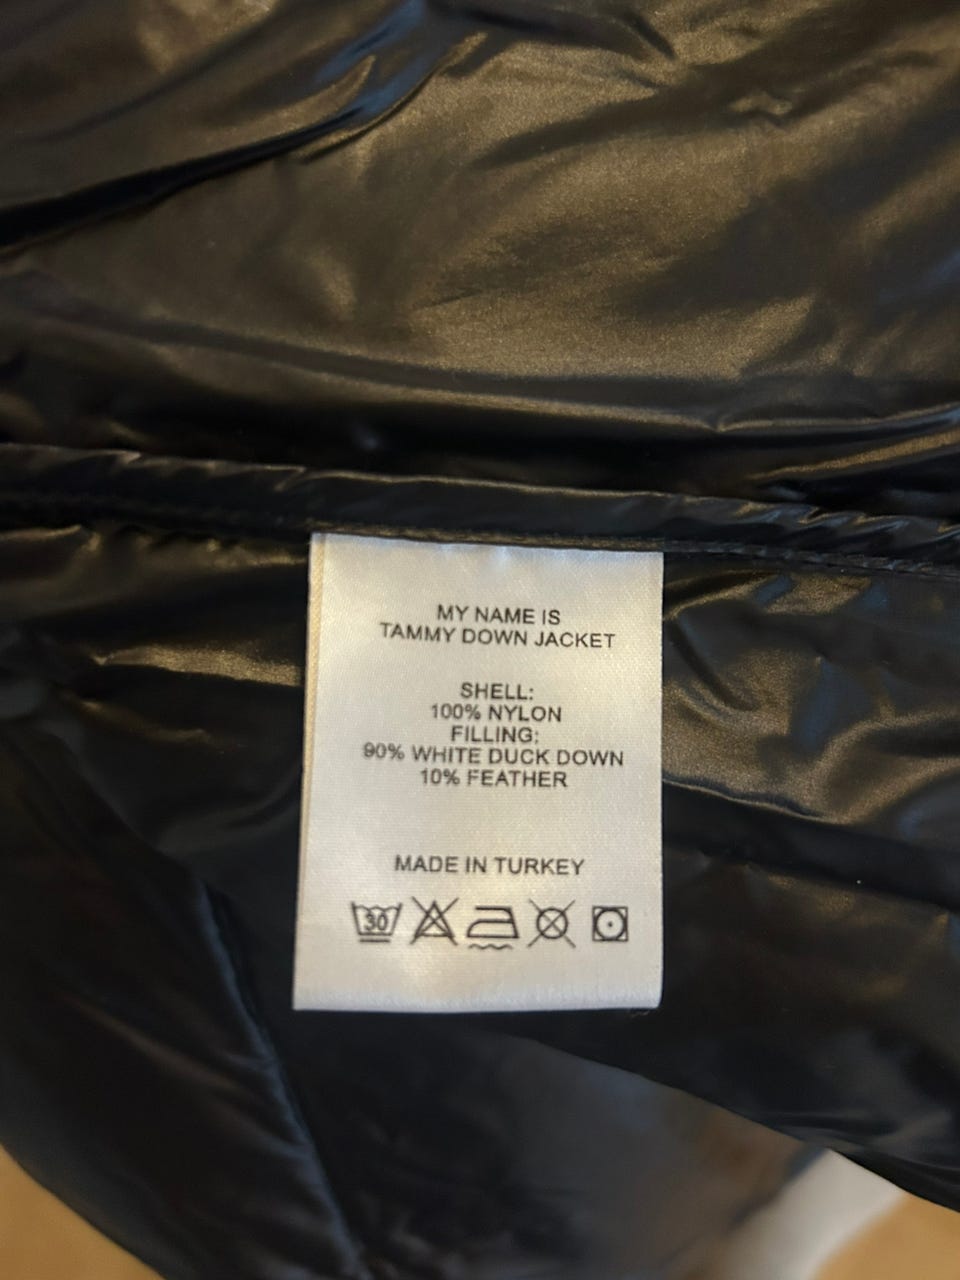 MY NAME IS
TAMMY DOWN JACKET
SHELL:
100% NYLON
FILLING:
90% WHITE DUCK DOWN
10% FEATHER
MADE IN TURKEY
30